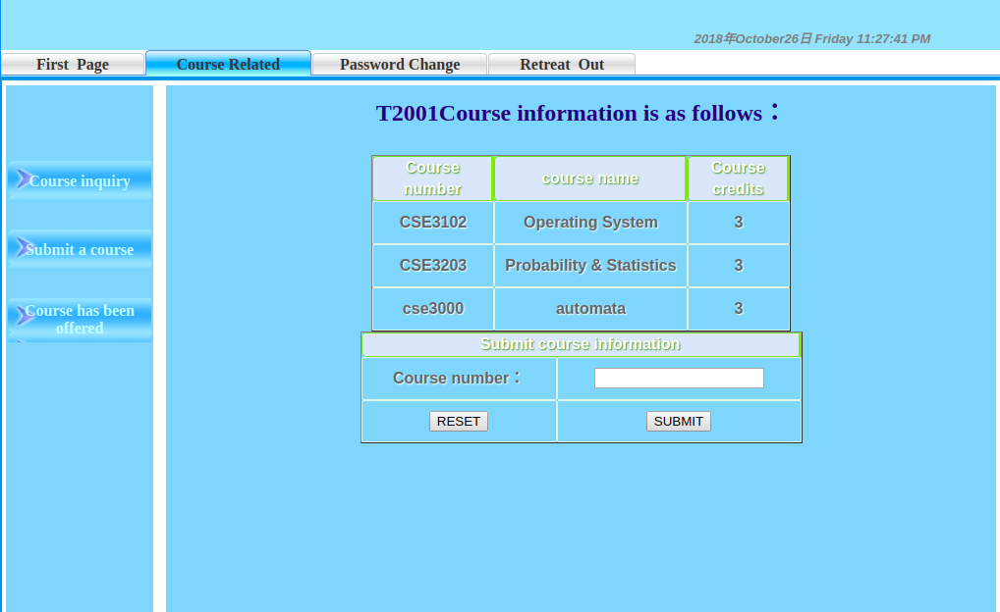 2018年October26日 Friday 11:27:41 PM
First  Page
Course Related
Password Change
Retreat  Out
Course inquiry
Submit a course
Course has been
offered
T2001Course information is as follows：
Course number
course name
Course credits
CSE3102
Operating System
3
CSE3203
Probability & Statistics
3
cse3000
automata
3
Submit course information
Course number：
RESET
SUBMIT